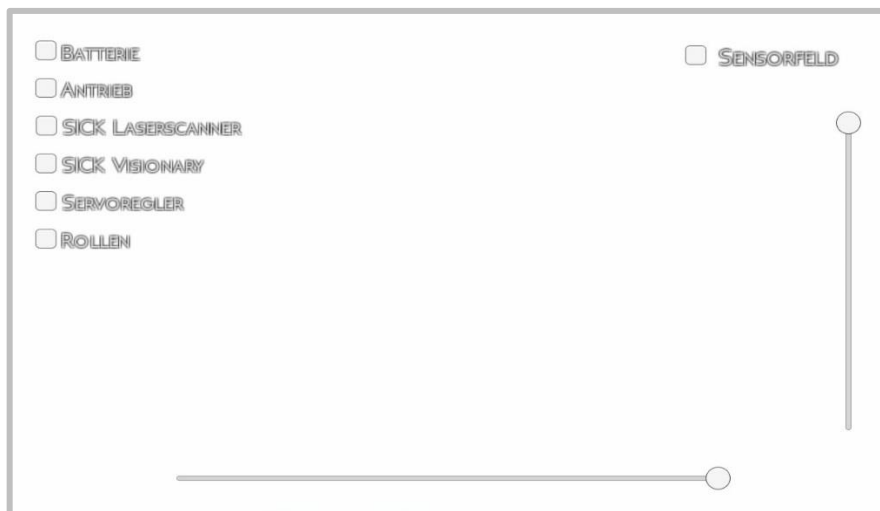 Batterie
Antrieb
SICK Laserscanner
SICK Visionary
Servoregler
Rollen
Sensorfeld